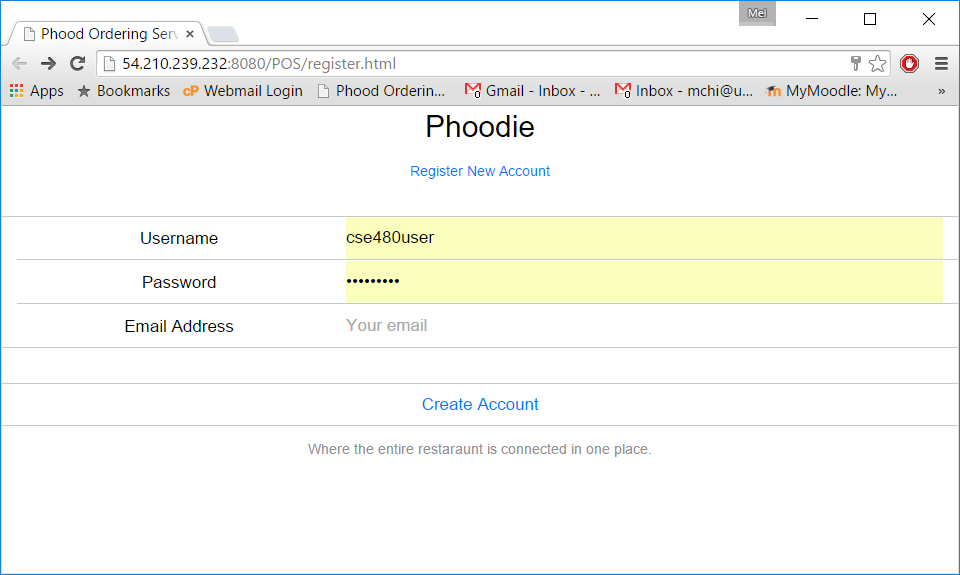 Mel
Phood Ordering Serv
54.210.239.232:8080/POS/register.html
Apps Bookmarks cP Webmail Login Phood Orderin... Gmail - Inbox - ... Inbox - mchi@u... MyMoodle: My... »
Phoodie
Register New Account
Username cse480user
Password •••••••••
Email Address Your email
Create Account
Where the entire restaraunt is connected in one place.